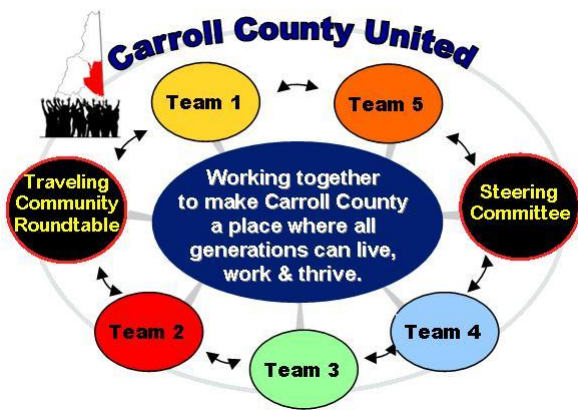 Carroll County United
Team 1
Team 5
Traveling
Community
Roundtable
Working together
to make Carroll County
a place where all
generations can live,
work & thrive.
Steering
Committee
Team 2
Team 4
Team 3